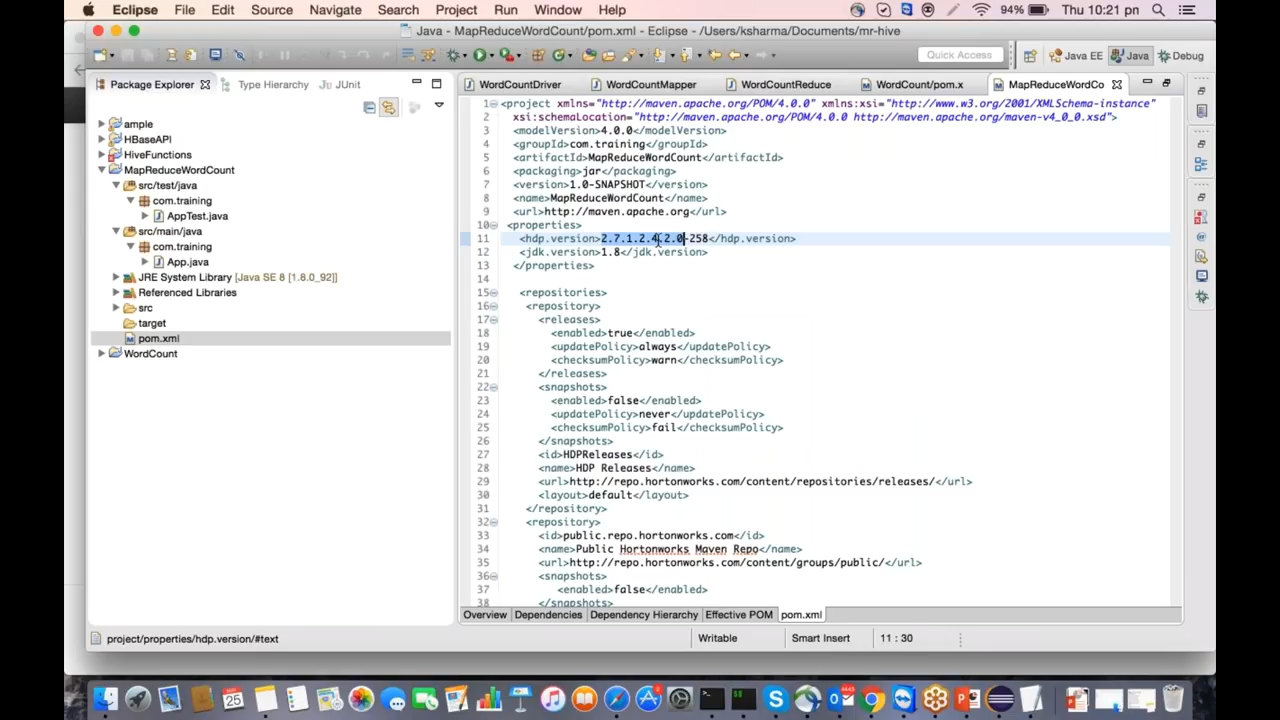 Eclipse File Edit Source Navigate Search Project Run Window Help 94% Thu 10:21 pm
Java - MapReduceWordCount/pom.xml - Eclipse - /Users/ksharma/Documents/mr-hive
Quick Access Java EE Java Debug
Package Explorer Type Hierarchy JUnit
ample
HBaseAPI
HiveFunctions
MapReduceWordCount
src/test/java
com.training
AppTest.java
src/main/java
com.training
App.java
JRE System Library [Java SE 8 [1.8.0_92]]
Referenced Libraries
src
target
pom.xml
WordCount
WordCountDriver WordCountMapper WordCountReduce WordCount/pom.x MapReduceWordCo
1 <project xmlns="http://maven.apache.org/POM/4.0.0" xmlns:xsi="http://www.w3.org/2001/XMLSchema-instance"
2 xsi:schemaLocation="http://maven.apache.org/POM/4.0.0 http://maven.apache.org/maven-v4_0_0.xsd">
3 <modelVersion>4.0.0</modelVersion>
4 <groupId>com.training</groupId>
5 <artifactId>MapReduceWordCount</artifactId>
6 <packaging>jar</packaging>
7 <version>1.0-SNAPSHOT</version>
8 <name>MapReduceWordCount</name>
9 <url>http://maven.apache.org</url>
10 <properties>
11 <hdp.version>2.7.1.2.4.2.0-258</hdp.version>
12 <jdk.version>1.8</jdk.version>
13 </properties>
14
15 <repositories>
16 <repository>
17 <releases>
18 <enabled>true</enabled>
19 <updatePolicy>always</updatePolicy>
20 <checksumPolicy>warn</checksumPolicy>
21 </releases>
22 <snapshots>
23 <enabled>false</enabled>
24 <updatePolicy>never</updatePolicy>
25 <checksumPolicy>fail</checksumPolicy>
26 </snapshots>
27 <id>HDPReleases</id>
28 <name>HDP Releases</name>
29 <url>http://repo.hortonworks.com/content/repositories/releases/</url>
30 <layout>default</layout>
31 </repository>
32 <repository>
33 <id>public.repo.hortonworks.com</id>
34 <name>Public Hortonworks Maven Repo</name>
35 <url>http://repo.hortonworks.com/content/groups/public/</url>
36 <snapshots>
37 <enabled>false</enabled>
38 </snapshots>
Overview Dependencies Dependency Hierarchy Effective POM pom.xml
project/properties/hdp.version/#text Writable Smart Insert 11 : 30